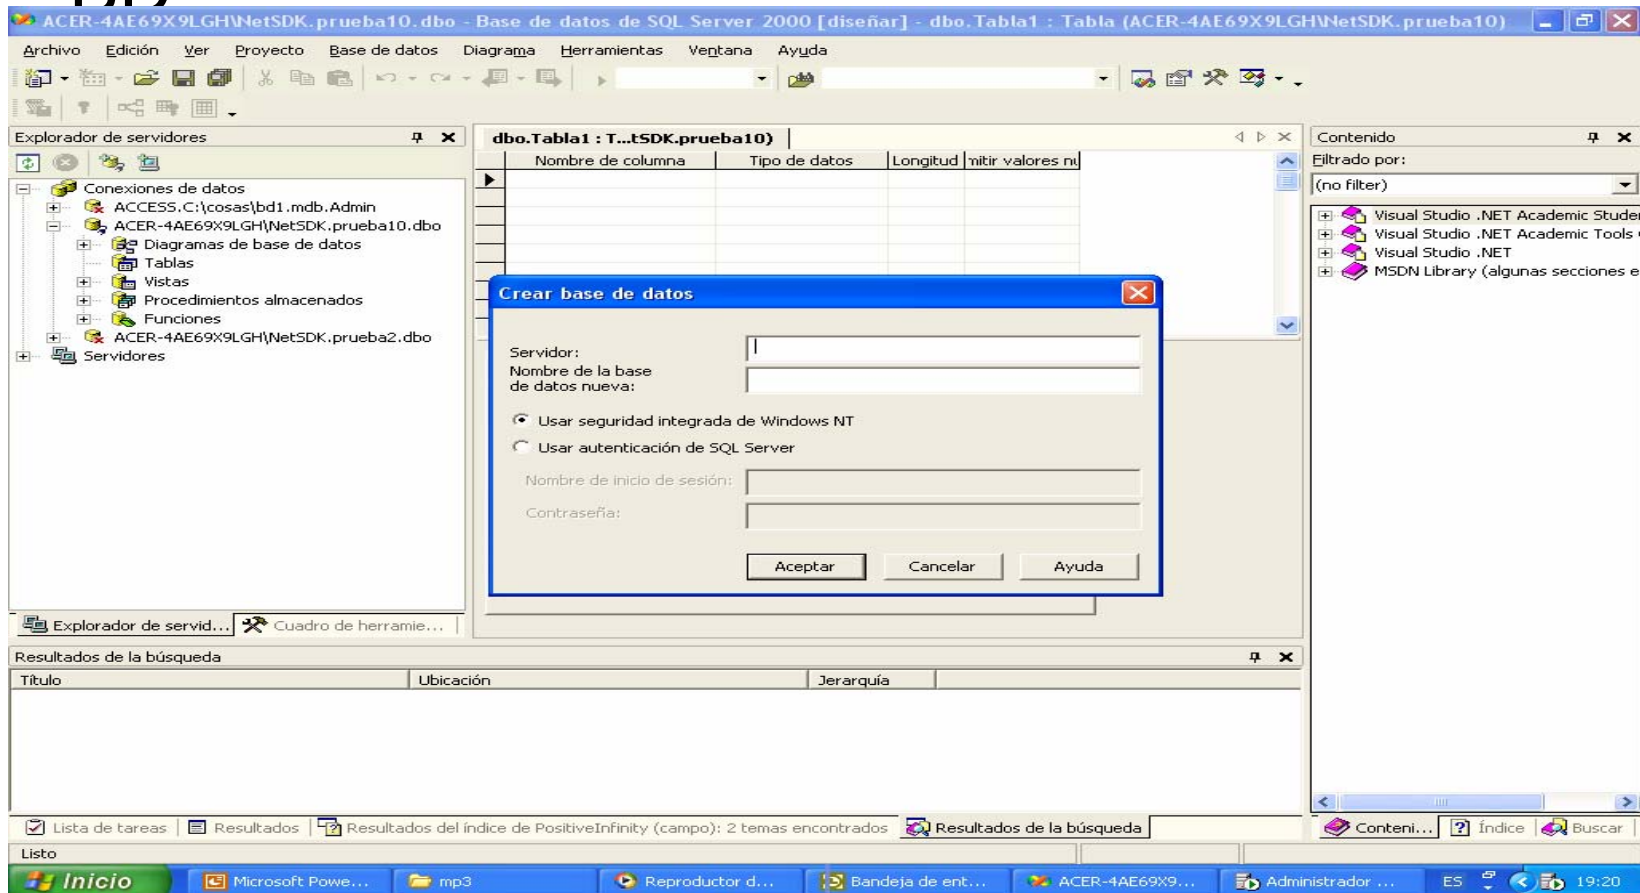 ACER-4AE69X9LGH\NetSDK.prueba10.dbo - Base de datos de SQL Server 2000 [diseñar] - dbo.Tabla1 : Tabla (ACER-4AE69X9LGH\NetSDK.prueba10)
Archivo Edición Ver Proyecto Base de datos Diagrama Herramientas Ventana Ayuda
Explorador de servidores
dbo.Tabla1 : T...tSDK.prueba10)
Contenido
Nombre de columna Tipo de datos Longitud mitir valores nu
Filtrado por:
(no filter)
Conexiones de datos
ACCESS.C:\cosas\bd1.mdb.Admin
ACER-4AE69X9LGH\NetSDK.prueba10.dbo
Diagramas de base de datos
Tablas
Vistas
Procedimientos almacenados
Funciones
ACER-4AE69X9LGH\NetSDK.prueba2.dbo
Servidores
Visual Studio .NET Academic Studen
Visual Studio .NET Academic Tools
Visual Studio .NET
MSDN Library (algunas secciones e
Crear base de datos
Servidor:
Nombre de la base
de datos nueva:
Usar seguridad integrada de Windows NT
Usar autenticación de SQL Server
Nombre de inicio de sesión:
Contraseña:
Aceptar Cancelar Ayuda
Explorador de servid... Cuadro de herramie...
Resultados de la búsqueda
Título Ubicación Jerarquía
Lista de tareas Resultados Resultados del índice de PositiveInfinity (campo): 2 temas encontrados Resultados de la búsqueda
Conteni... Índice Buscar
Listo
Inicio Microsoft Powe... mp3 Reproductor d... Bandeja de ent... ACER-4AE69X9... Administrador ... ES 19:20